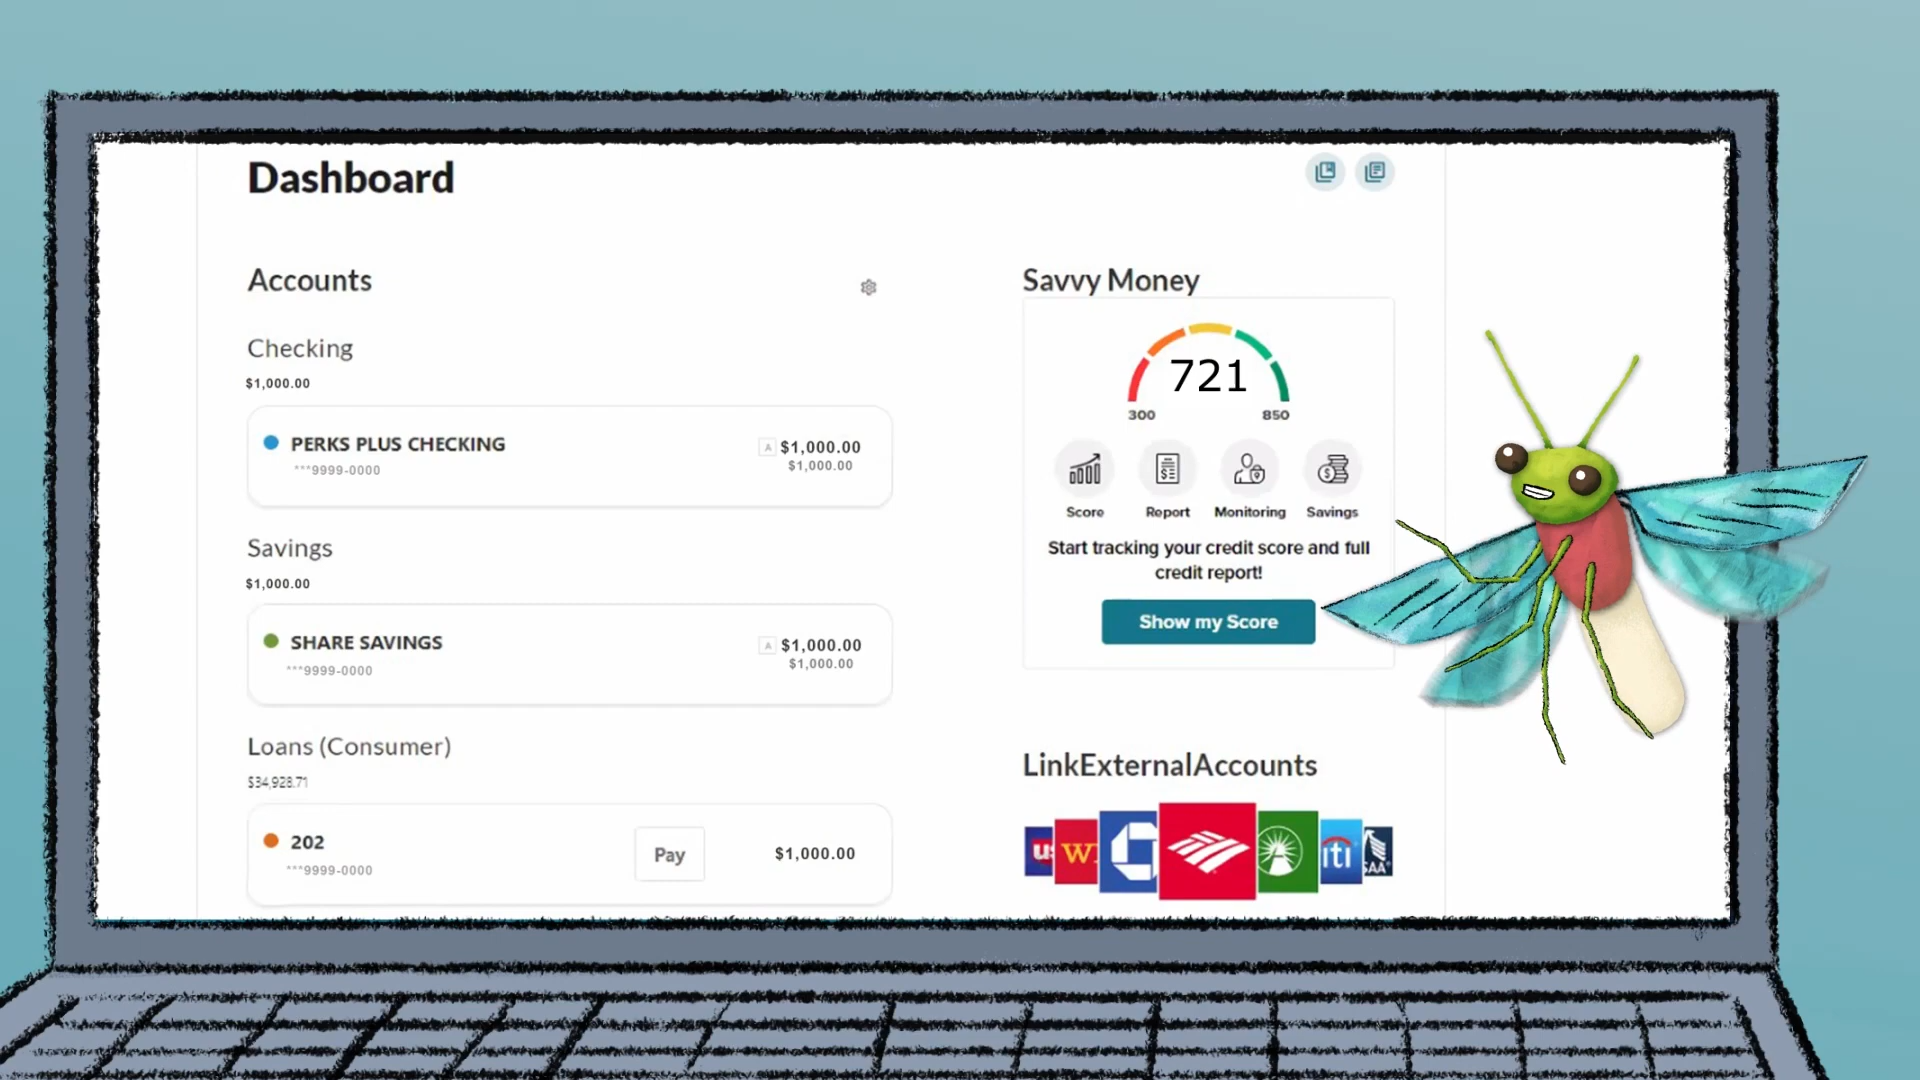 Dashboard
Accounts
Checking
$1,000.00
PERKS PLUS CHECKING
***9999-0000
A $1,000.00
$1,000.00
Savings
$1,000.00
SHARE SAVINGS
***9999-0000
A $1,000.00
$1,000.00
Loans (Consumer)
$34,928.71
202
***9999-0000
Pay
$1,000.00
Savvy Money
721
300 850
Score Report Monitoring Savings
Start tracking your credit score and full
credit report!
Show my Score
LinkExternalAccounts
us W citi SAA